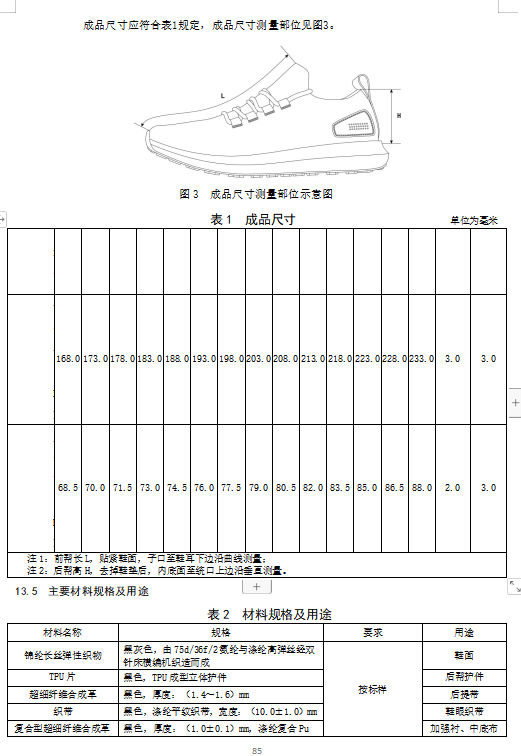 成品尺寸应符合表1规定，成品尺寸测量部位见图3。
L
H
图 3　成品尺寸测量部位示意图
表 1　成品尺寸
单位为毫米
168.0 173.0 178.0 183.0 188.0 193.0 198.0 203.0 208.0 213.0 218.0 223.0 228.0 233.0 3.0 3.0
68.5 70.0 71.5 73.0 74.5 76.0 77.5 79.0 80.5 82.0 83.5 85.0 86.5 88.0 2.0 3.0
注1：前帮长L，贴紧鞋面，子口至鞋耳下边沿曲线测量；
注2：后帮高H，去掉鞋垫后，内底面至统口上边沿垂直测量。
13.5　主要材料规格及用途
表 2　材料规格及用途
材料名称 规格 要求 用途
锦纶长丝弹性织物 黑灰色，由75d/36f/2氨纶与涤纶高弹丝经双
针床横编机织造而成 鞋面
TPU片 黑色，TPU成型立体护件 后帮护件
按标样
超细纤维合成革 黑色，厚度：（1.4～1.6）mm 后提带
织带 黑色，涤纶平纹织带，宽度：（10.0±1.0）mm 鞋眼织带
复合型超细纤维合成革 黑色，厚度：（1.0±0.1）mm，涤纶复合Pu 加强衬、中底布
85